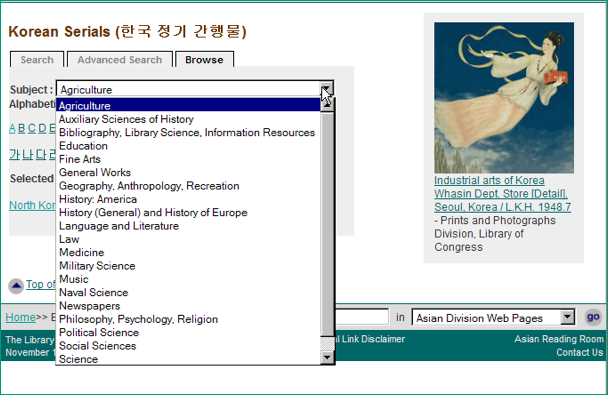 Korean Serials (한국 정기 간행물)
Search
Advanced Search
Browse
Subject :
Agriculture
Alphabeti
A B C D E
가 나 다 라
Selected
North Kor
Agriculture
Auxiliary Sciences of History
Bibliography, Library Science, Information Resources
Education
Fine Arts
General Works
Geography, Anthropology, Recreation
History: America
History (General) and History of Europe
Language and Literature
Law
Medicine
Military Science
Music
Naval Science
Newspapers
Philosophy, Psychology, Religion
Political Science
Social Sciences
Science
Industrial arts of Korea
Whasin Dept. Store [Detail],
Seoul, Korea / L.K.H. 1948.7
- Prints and Photographs
Division, Library of
Congress
Top of
Home>> E
in
Asian Division Web Pages
go
The Library
al Link Disclaimer
Asian Reading Room
November 1
Contact Us